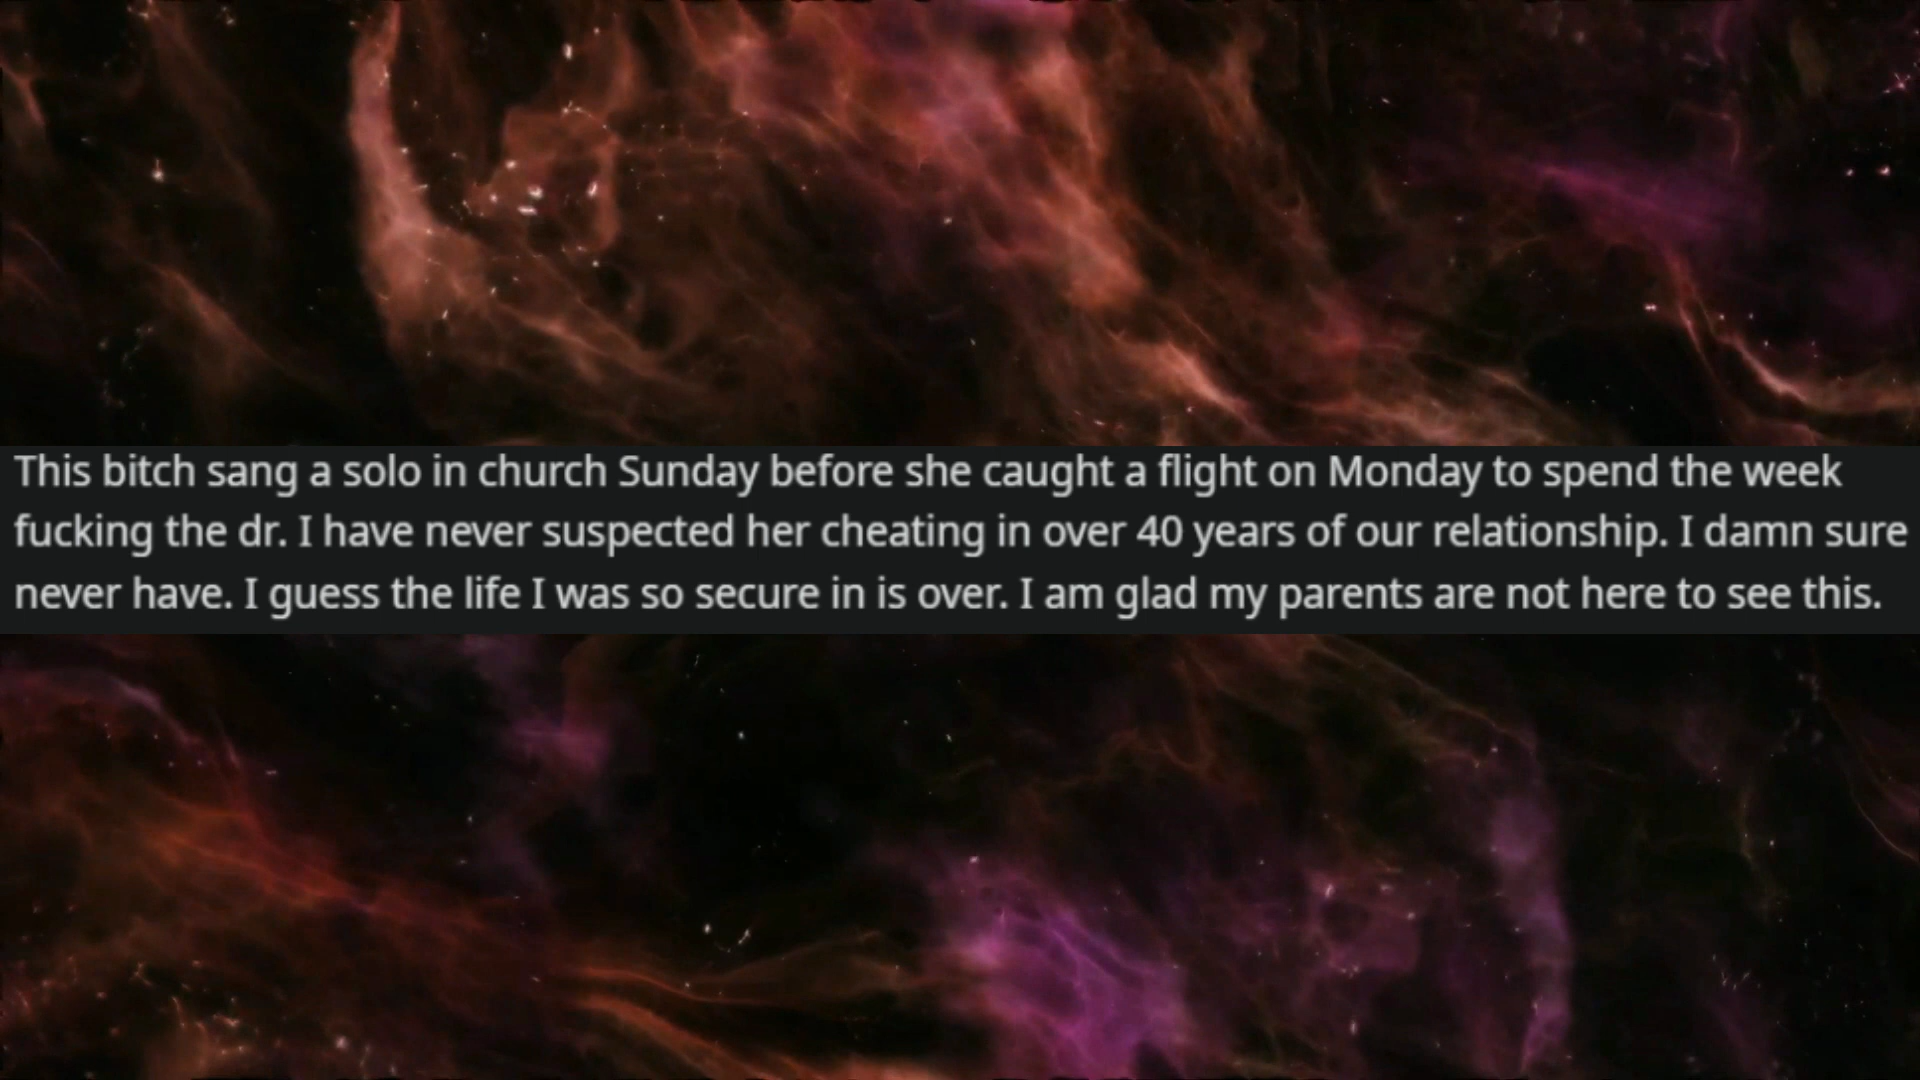 This bitch sang a solo in church Sunday before she caught a flight on Monday to spend the week
fucking the dr. I have never suspected her cheating in over 40 years of our relationship. I damn sure
never have. I guess the life I was so secure in is over. I am glad my parents are not here to see this.